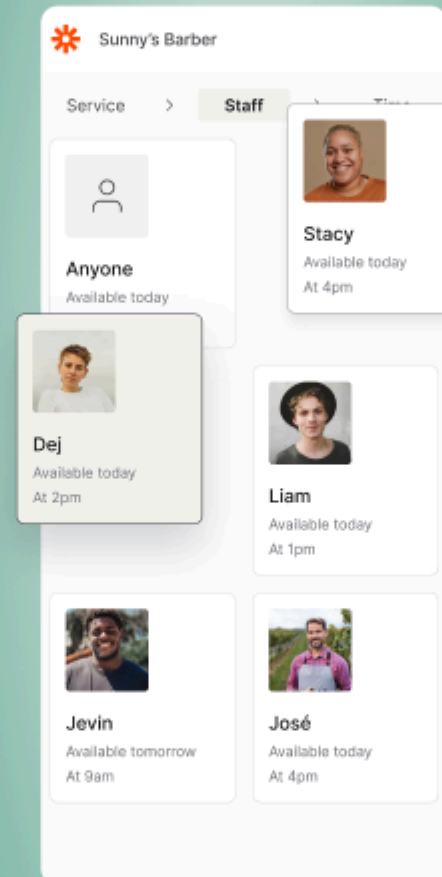 Sunny's Barber
Service > Staff > Time
Anyone
Available today
Stacy
Available today
At 4pm
Dej
Available today
At 2pm
Liam
Available today
At 1pm
Jevin
Available tomorrow
At 9am
José
Available today
At 4pm